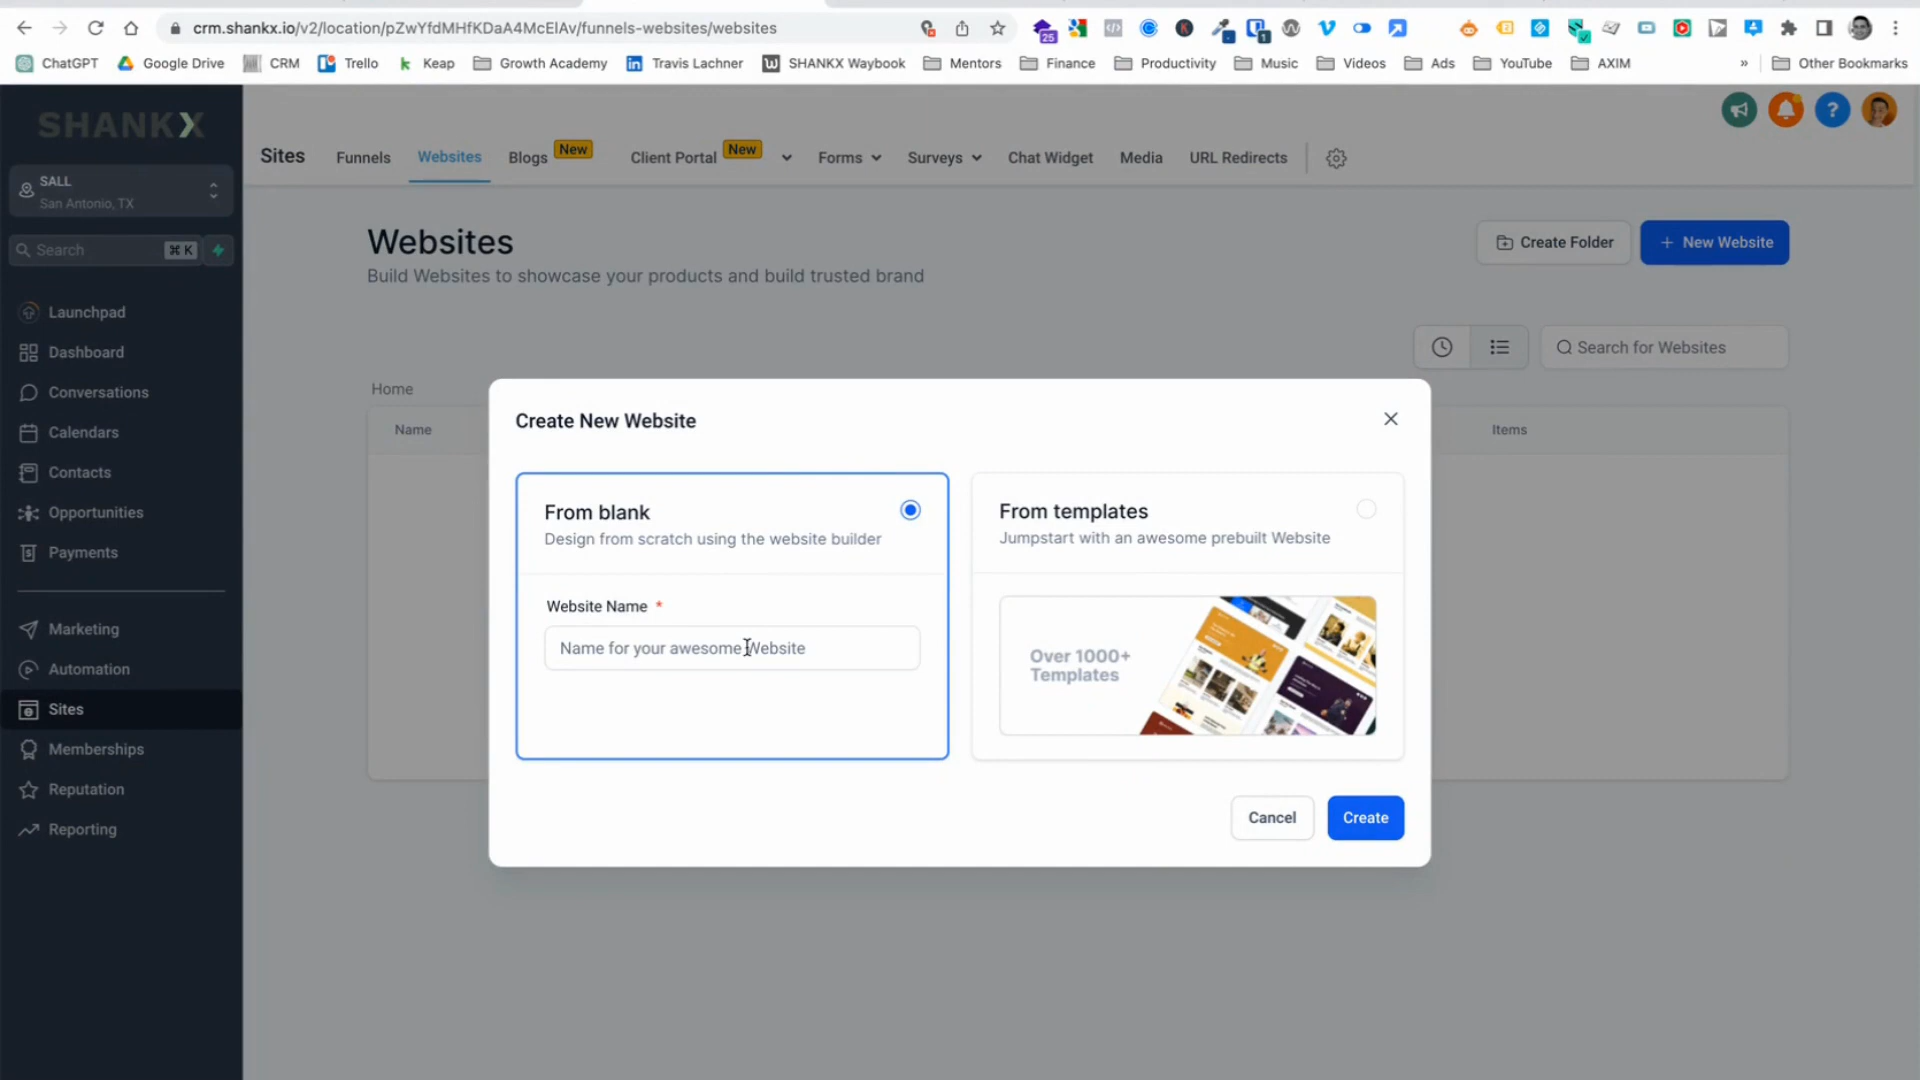 crm.shankx.io/v2/location/pZwYfdMHfKDaA4McElAv/funnels-websites/websites
25
1
ChatGPT
Google Drive
CRM
Trello
Keap
Growth Academy
Travis Lachner
SHANKX Waybook
Mentors
Finance
Productivity
Music
Videos
Ads
YouTube
AXIM
»
Other Bookmarks
SHANKX
SALL
San Antonio, TX
Search
⌘ K
Launchpad
Dashboard
Conversations
Calendars
Contacts
Opportunities
Payments
Marketing
Automation
Sites
Memberships
Reputation
Reporting
Sites
Funnels
Websites
Blogs
New
Client Portal
New
Forms
Surveys
Chat Widget
Media
URL Redirects
Websites
Build Websites to showcase your products and build trusted brand
Create Folder
+ New Website
Search for Websites
Home
Name
Items
Create New Website
From blank
Design from scratch using the website builder
Website Name *
Name for your awesome Website
From templates
Jumpstart with an awesome prebuilt Website
Over 1000+
Templates
Cancel
Create